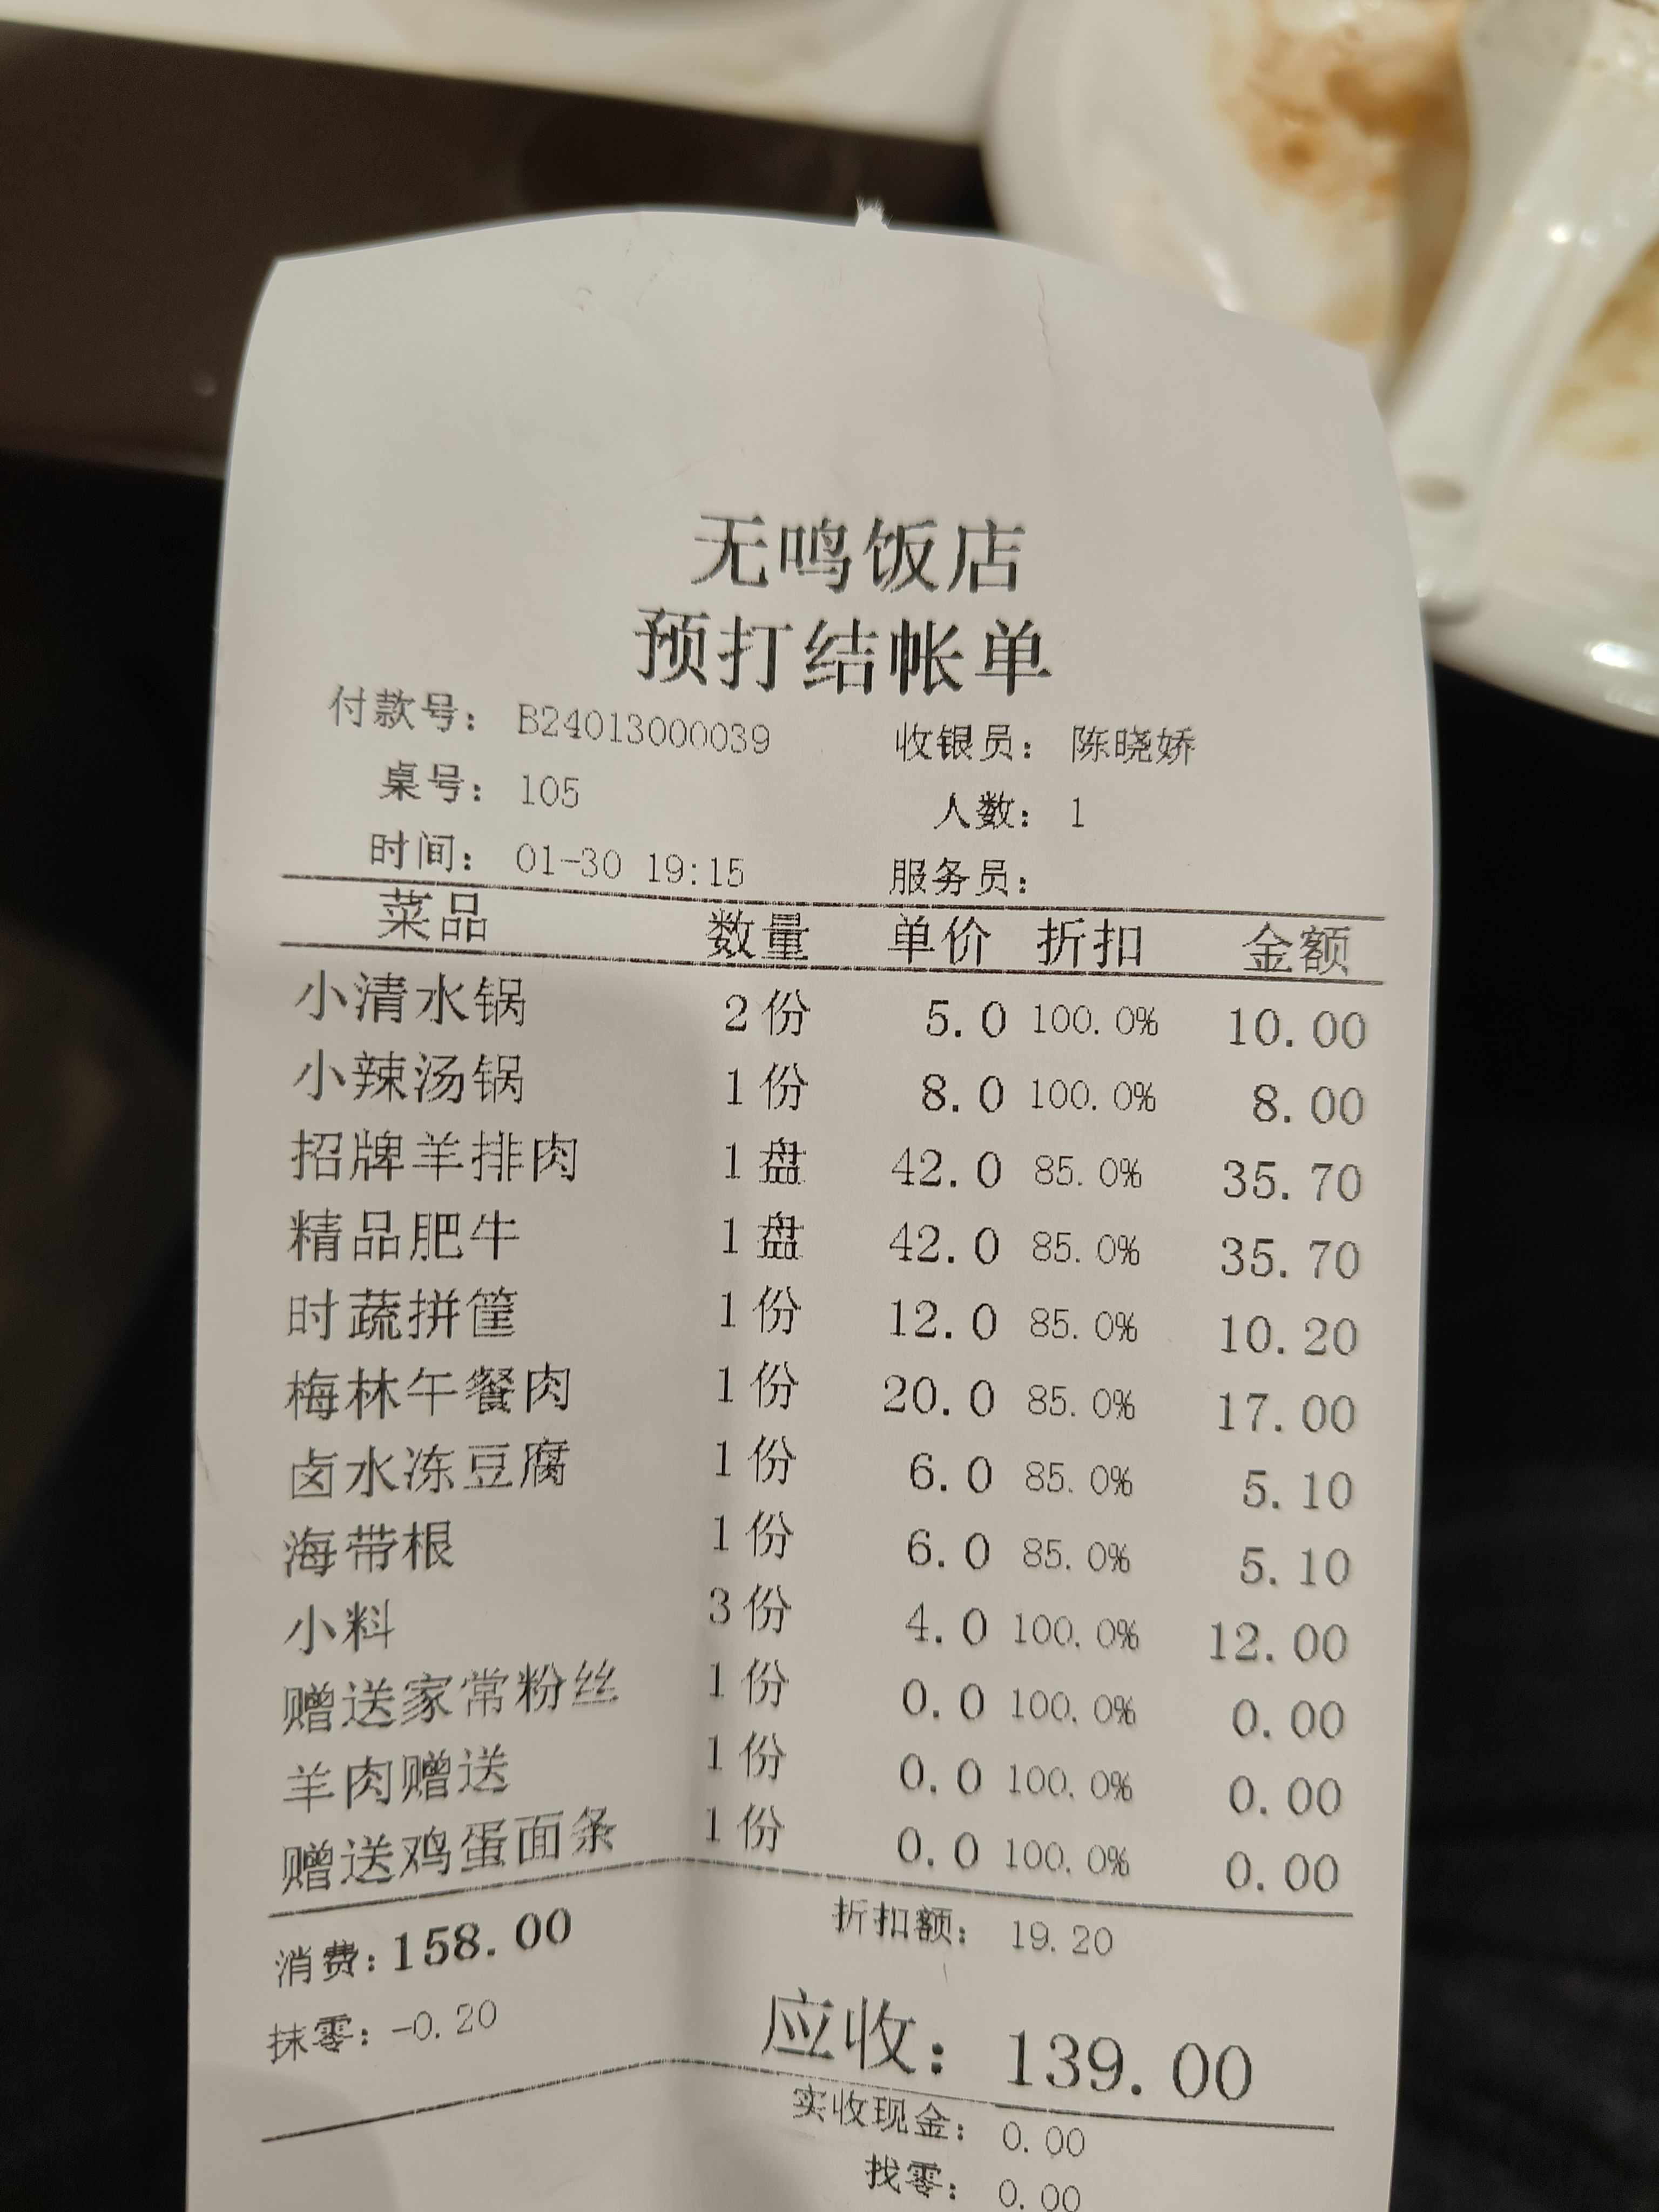 无鸣饭店
预打结帐单
付款号： B24013000039 收银员： 陈晓娇
桌号： 105 人数： 1
时间： 01-30 19:15 服务员：
菜品 数量 单价 折扣 金额
小清水锅 2份 5.0 100.0% 10.00
小辣汤锅 1份 8.0 100.0% 8.00
招牌羊排肉 1盘 42.0 85.0% 35.70
精品肥牛 1盘 42.0 85.0% 35.70
时蔬拼筐 1份 12.0 85.0% 10.20
梅林午餐肉 1份 20.0 85.0% 17.00
卤水冻豆腐 1份 6.0 85.0% 5.10
海带根 1份 6.0 85.0% 5.10
小料 3份 4.0 100.0% 12.00
赠送家常粉丝 1份 0.0 100.0% 0.00
羊肉赠送 1份 0.0 100.0% 0.00
赠送鸡蛋面条 1份 0.0 100.0% 0.00
消费：158.00 折扣额： 19.20
抹零：-0.20 应收： 139.00
实收现金： 0.00
找零： 0.00